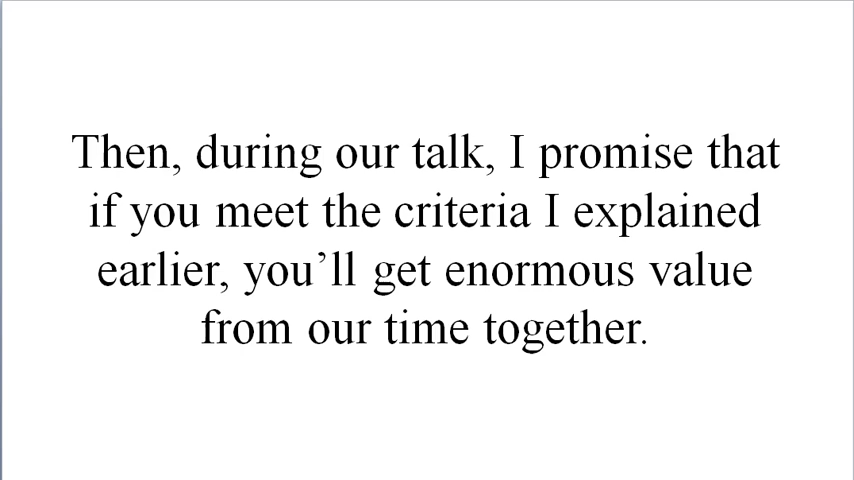 Then, during our talk, I promise that
if you meet the criteria I explained
earlier, you’ll get enormous value
from our time together.